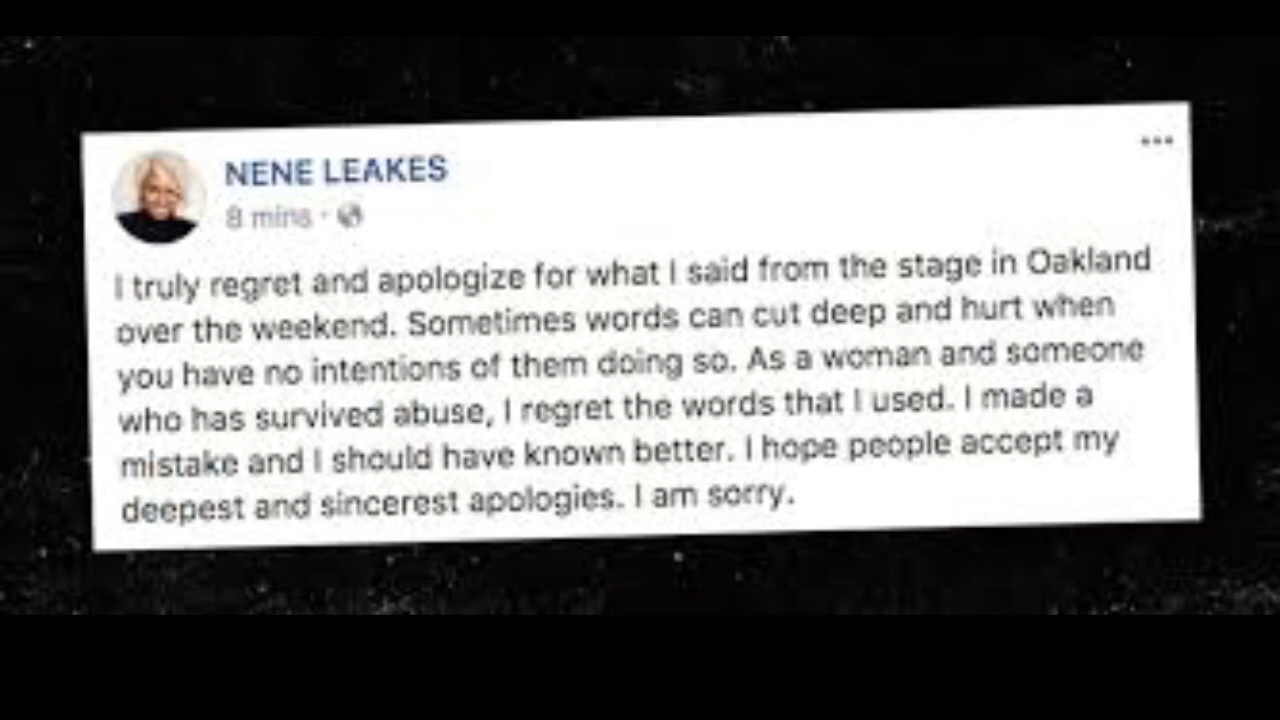 NENE LEAKES
8 mins ·
I truly regret and apologize for what I said from the stage in Oakland
over the weekend. Sometimes words can cut deep and hurt when
you have no intentions of them doing so. As a woman and someone
who has survived abuse, I regret the words that I used. I made a
mistake and I should have known better. I hope people accept my
deepest and sincerest apologies. I am sorry.